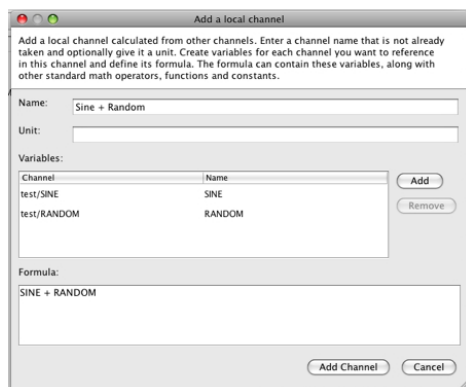 Add a local channel
Add a local channel calculated from other channels. Enter a channel name that is not already
taken and optionally give it a unit. Create variables for each channel you want to reference
in this channel and define its formula. The formula can contain these variables, along with
other standard math operators, functions and constants.
Name: Sine + Random
Unit:
Variables:
Channel Name
test/SINE SINE
test/RANDOM RANDOM
Add
Remove
Formula:
SINE + RANDOM
Add Channel Cancel